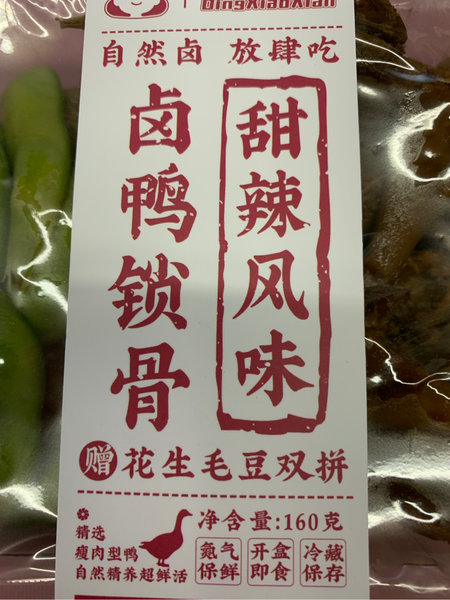 DingXiaoXian
自然卤 放肆吃
甜辣风味
卤鸭锁骨
赠 花生毛豆双拼
精选
瘦肉型鸭
自然精养超鲜活
净含量:160克
氮气保鲜
开盒即食
冷藏保存